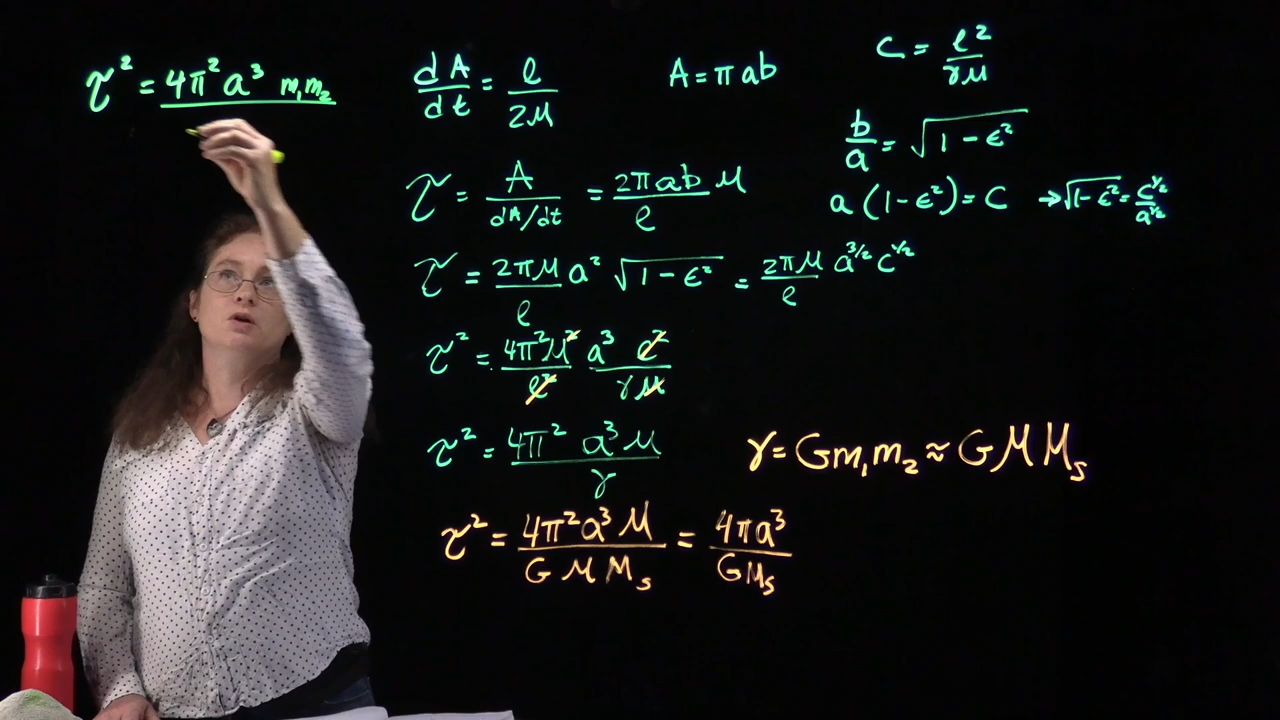 τ² = 4π²a³ m₁m₂
dA/dt = ℓ/2μ
A = πab
c = ℓ²/γμ
b/a = √(1 − ϵ²)
τ = A/(dA/dt) = 2πab μ/ℓ
a(1−ϵ²) = c → √(1−ϵ²) = c^½/a^½
τ = 2πμ/ℓ a² √(1 − ϵ²) = 2πμ/ℓ a^3/2 c^1/2
τ² = 4π²μ²/ℓ² a³ ℓ²/γμ
τ² = 4π² a³ μ/γ
γ = Gm₁m₂ ≈ GμMₛ
τ² = 4π²a³ μ/GμMₛ = 4πa³/GMₛ